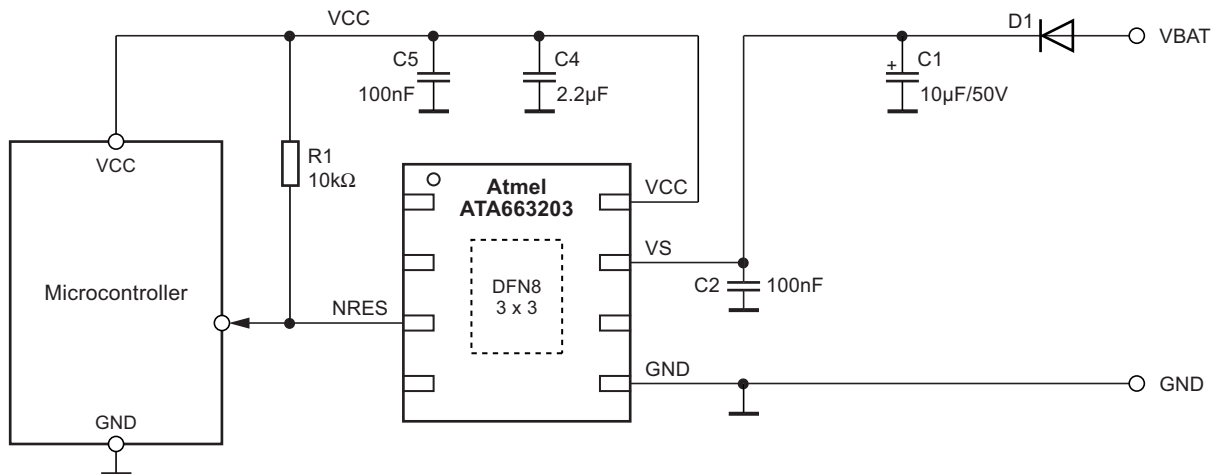 VCC
D1
VBAT
C5
100nF
C4
2.2µF
+
C1
10µF/50V
VCC
R1
10kΩ
Atmel
ATA663203
VCC
VS
Microcontroller
DFN8
3 x 3
C2
100nF
NRES
GND
GND
GND